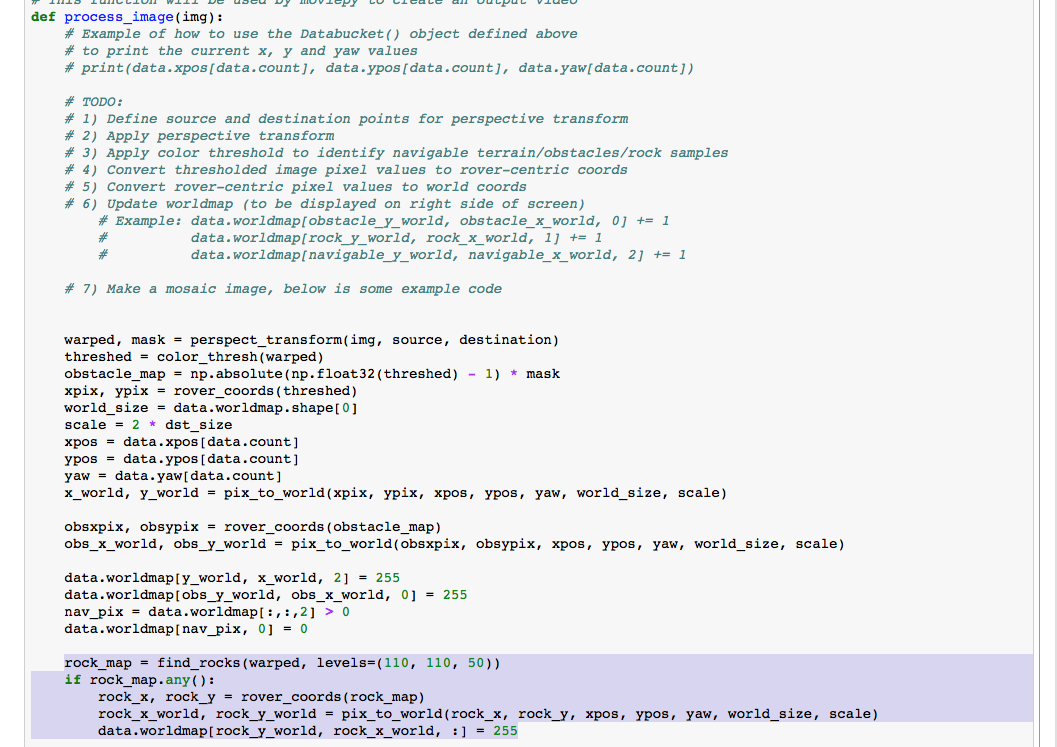 # This function will be used by moviepy to create an output video
def process_image(img):
    # Example of how to use the Databucket() object defined above
    # to print the current x, y and yaw values
    # print(data.xpos[data.count], data.ypos[data.count], data.yaw[data.count])

    # TODO:
    # 1) Define source and destination points for perspective transform
    # 2) Apply perspective transform
    # 3) Apply color threshold to identify navigable terrain/obstacles/rock samples
    # 4) Convert thresholded image pixel values to rover-centric coords
    # 5) Convert rover-centric pixel values to world coords
    # 6) Update worldmap (to be displayed on right side of screen)
        # Example: data.worldmap[obstacle_y_world, obstacle_x_world, 0] += 1
        #          data.worldmap[rock_y_world, rock_x_world, 1] += 1
        #          data.worldmap[navigable_y_world, navigable_x_world, 2] += 1

    # 7) Make a mosaic image, below is some example code


    warped, mask = perspect_transform(img, source, destination)
    threshed = color_thresh(warped)
    obstacle_map = np.absolute(np.float32(threshed) - 1) * mask
    xpix, ypix = rover_coords(threshed)
    world_size = data.worldmap.shape[0]
    scale = 2 * dst_size
    xpos = data.xpos[data.count]
    ypos = data.ypos[data.count]
    yaw = data.yaw[data.count]
    x_world, y_world = pix_to_world(xpix, ypix, xpos, ypos, yaw, world_size, scale)

    obsxpix, obsypix = rover_coords(obstacle_map)
    obs_x_world, obs_y_world = pix_to_world(obsxpix, obsypix, xpos, ypos, yaw, world_size, scale)

    data.worldmap[y_world, x_world, 2] = 255
    data.worldmap[obs_y_world, obs_x_world, 0] = 255
    nav_pix = data.worldmap[:,:,2] > 0
    data.worldmap[nav_pix, 0] = 0

    rock_map = find_rocks(warped, levels=(110, 110, 50))
    if rock_map.any():
        rock_x, rock_y = rover_coords(rock_map)
        rock_x_world, rock_y_world = pix_to_world(rock_x, rock_y, xpos, ypos, yaw, world_size, scale)
        data.worldmap[rock_y_world, rock_x_world, :] = 255